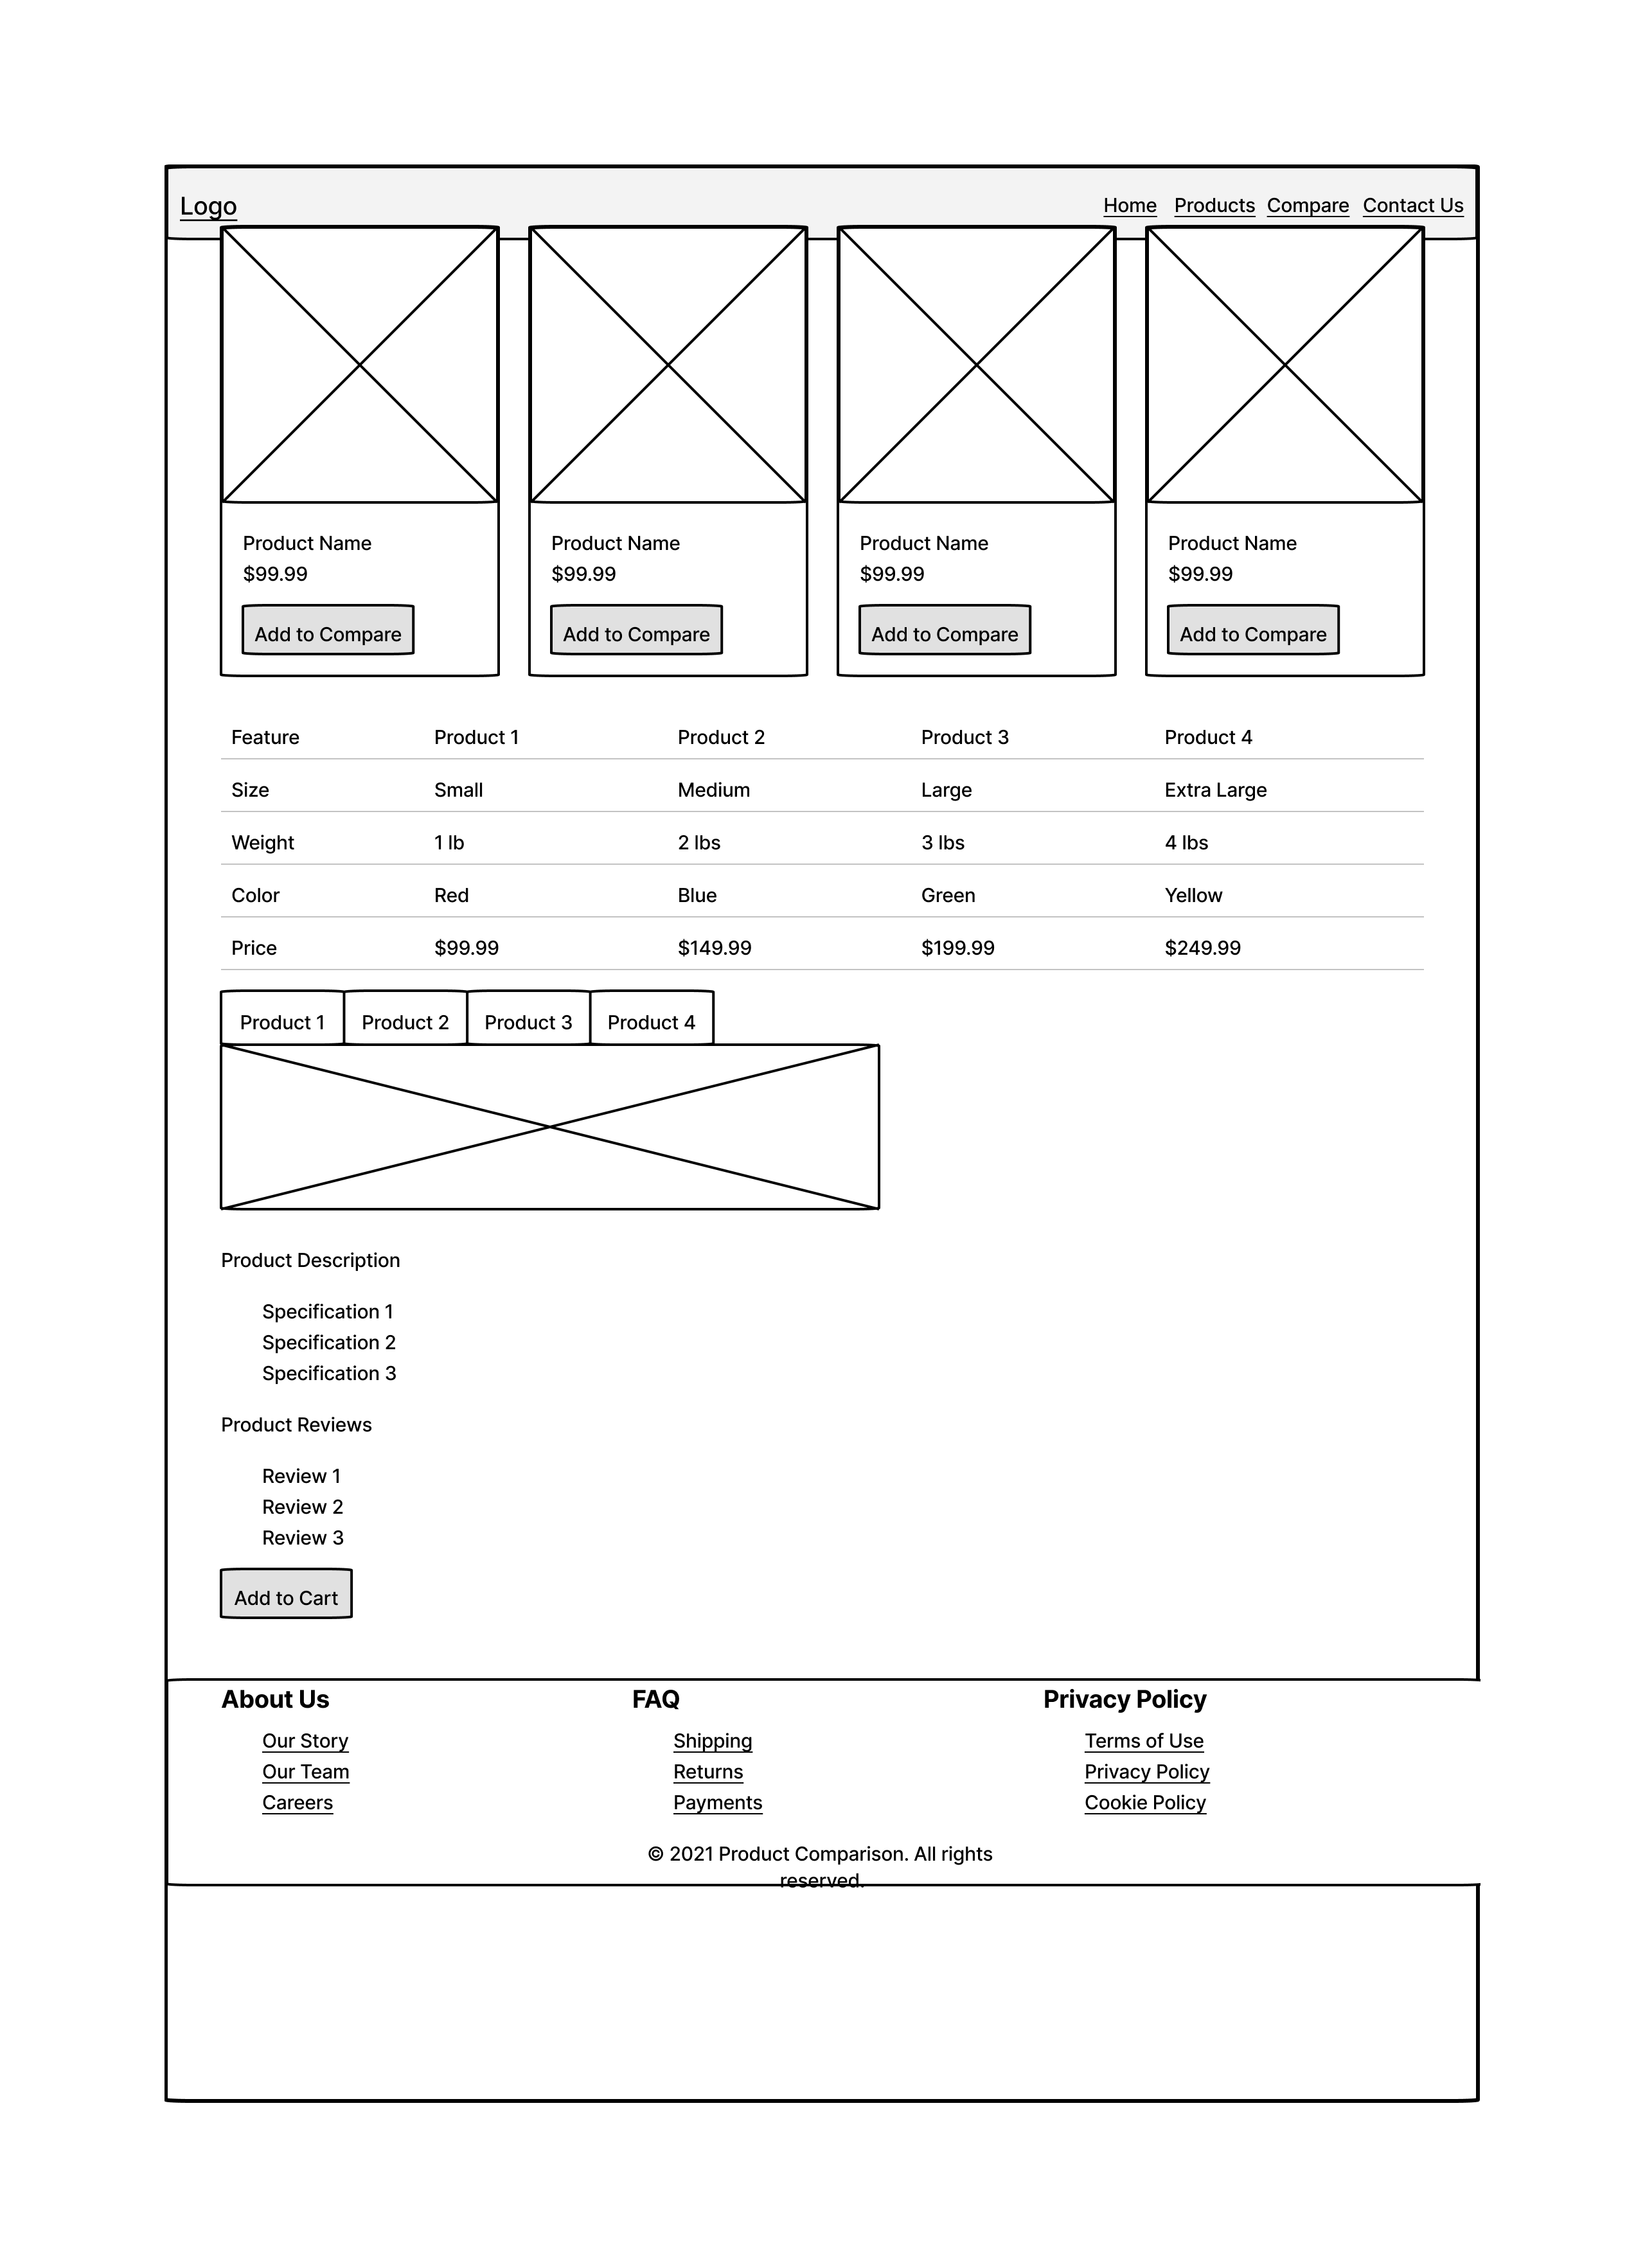 Logo
Home Products Compare Contact Us
Product Name
$99.99
Add to Compare
Product Name
$99.99
Add to Compare
Product Name
$99.99
Add to Compare
Product Name
$99.99
Add to Compare
Feature Product 1 Product 2 Product 3 Product 4
Size Small Medium Large Extra Large
Weight 1 lb 2 lbs 3 lbs 4 lbs
Color Red Blue Green Yellow
Price $99.99 $149.99 $199.99 $249.99
Product 1 Product 2 Product 3 Product 4
Product Description
Specification 1
Specification 2
Specification 3
Product Reviews
Review 1
Review 2
Review 3
Add to Cart
About Us
Our Story
Our Team
Careers
FAQ
Shipping
Returns
Payments
Privacy Policy
Terms of Use
Privacy Policy
Cookie Policy
© 2021 Product Comparison. All rights
reserved.